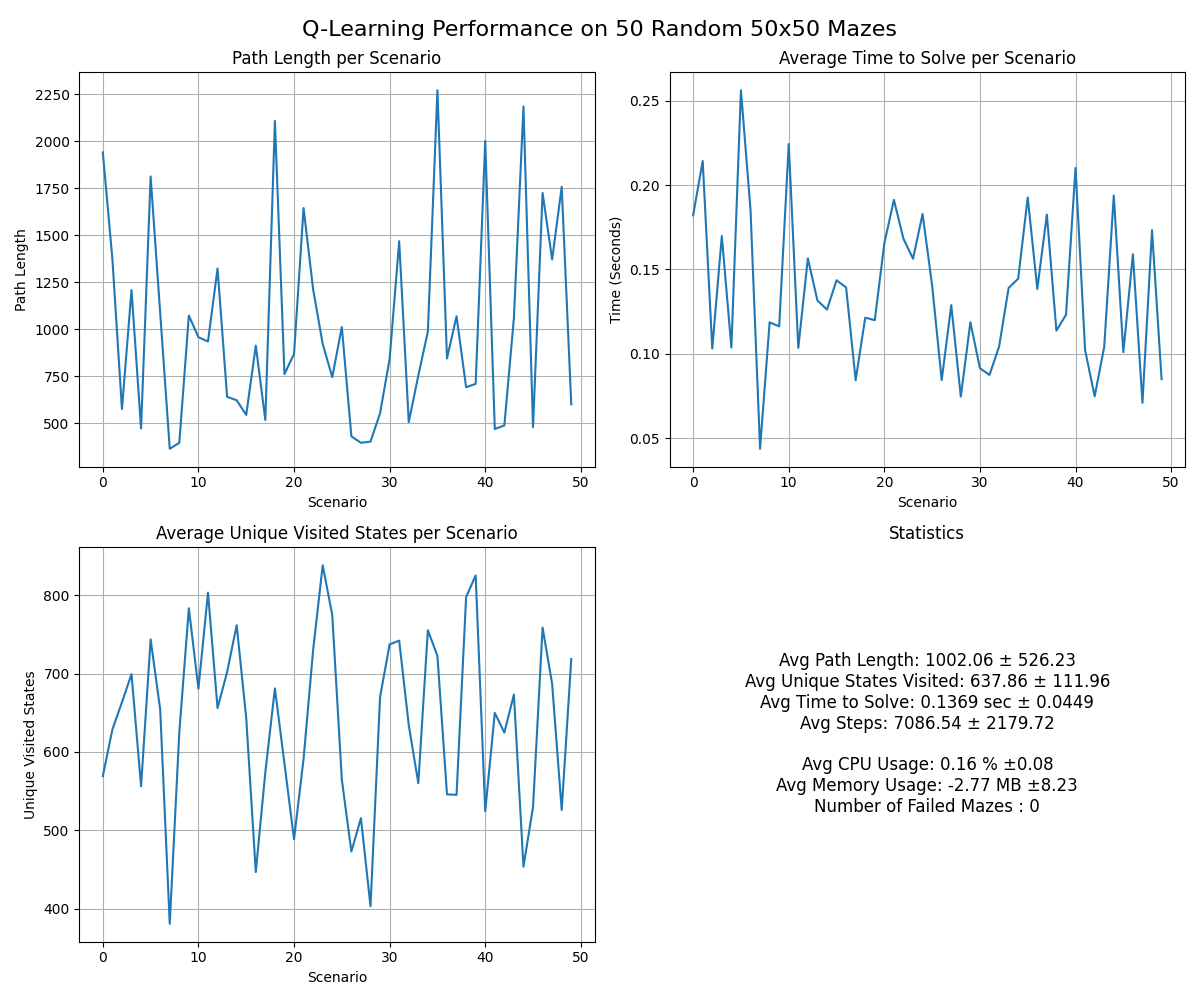 Q-Learning Performance on 50 Random 50x50 Mazes
Path Length per Scenario
2250
2000
1750
1500
1250
1000
750
500
Path Length
0 10 20 30 40 50
Scenario
Average Time to Solve per Scenario
0.25
0.20
0.15
0.10
0.05
Time (Seconds)
0 10 20 30 40 50
Scenario
Average Unique Visited States per Scenario
800
700
600
500
400
Unique Visited States
0 10 20 30 40 50
Scenario
Statistics
Avg Path Length: 1002.06 ± 526.23
Avg Unique States Visited: 637.86 ± 111.96
Avg Time to Solve: 0.1369 sec ± 0.0449
Avg Steps: 7086.54 ± 2179.72
Avg CPU Usage: 0.16 % ±0.08
Avg Memory Usage: -2.77 MB ±8.23
Number of Failed Mazes : 0